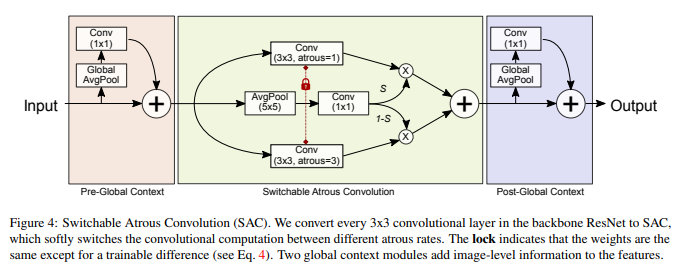 Input
Conv
(1x1)
Global
AvgPool
+
Pre-Global Context
Conv
(3x3, atrous=1)
AvgPool
(5x5)
Conv
(1x1)
S
1-S
X
X
Conv
(3x3, atrous=3)
+
Switchable Atrous Convolution
Conv
(1x1)
Global
AvgPool
+
Post-Global Context
Output
Figure 4: Switchable Atrous Convolution (SAC). We convert every 3x3 convolutional layer in the backbone ResNet to SAC,
which softly switches the convolutional computation between different atrous rates. The lock indicates that the weights are the
same except for a trainable difference (see Eq. 4). Two global context modules add image-level information to the features.